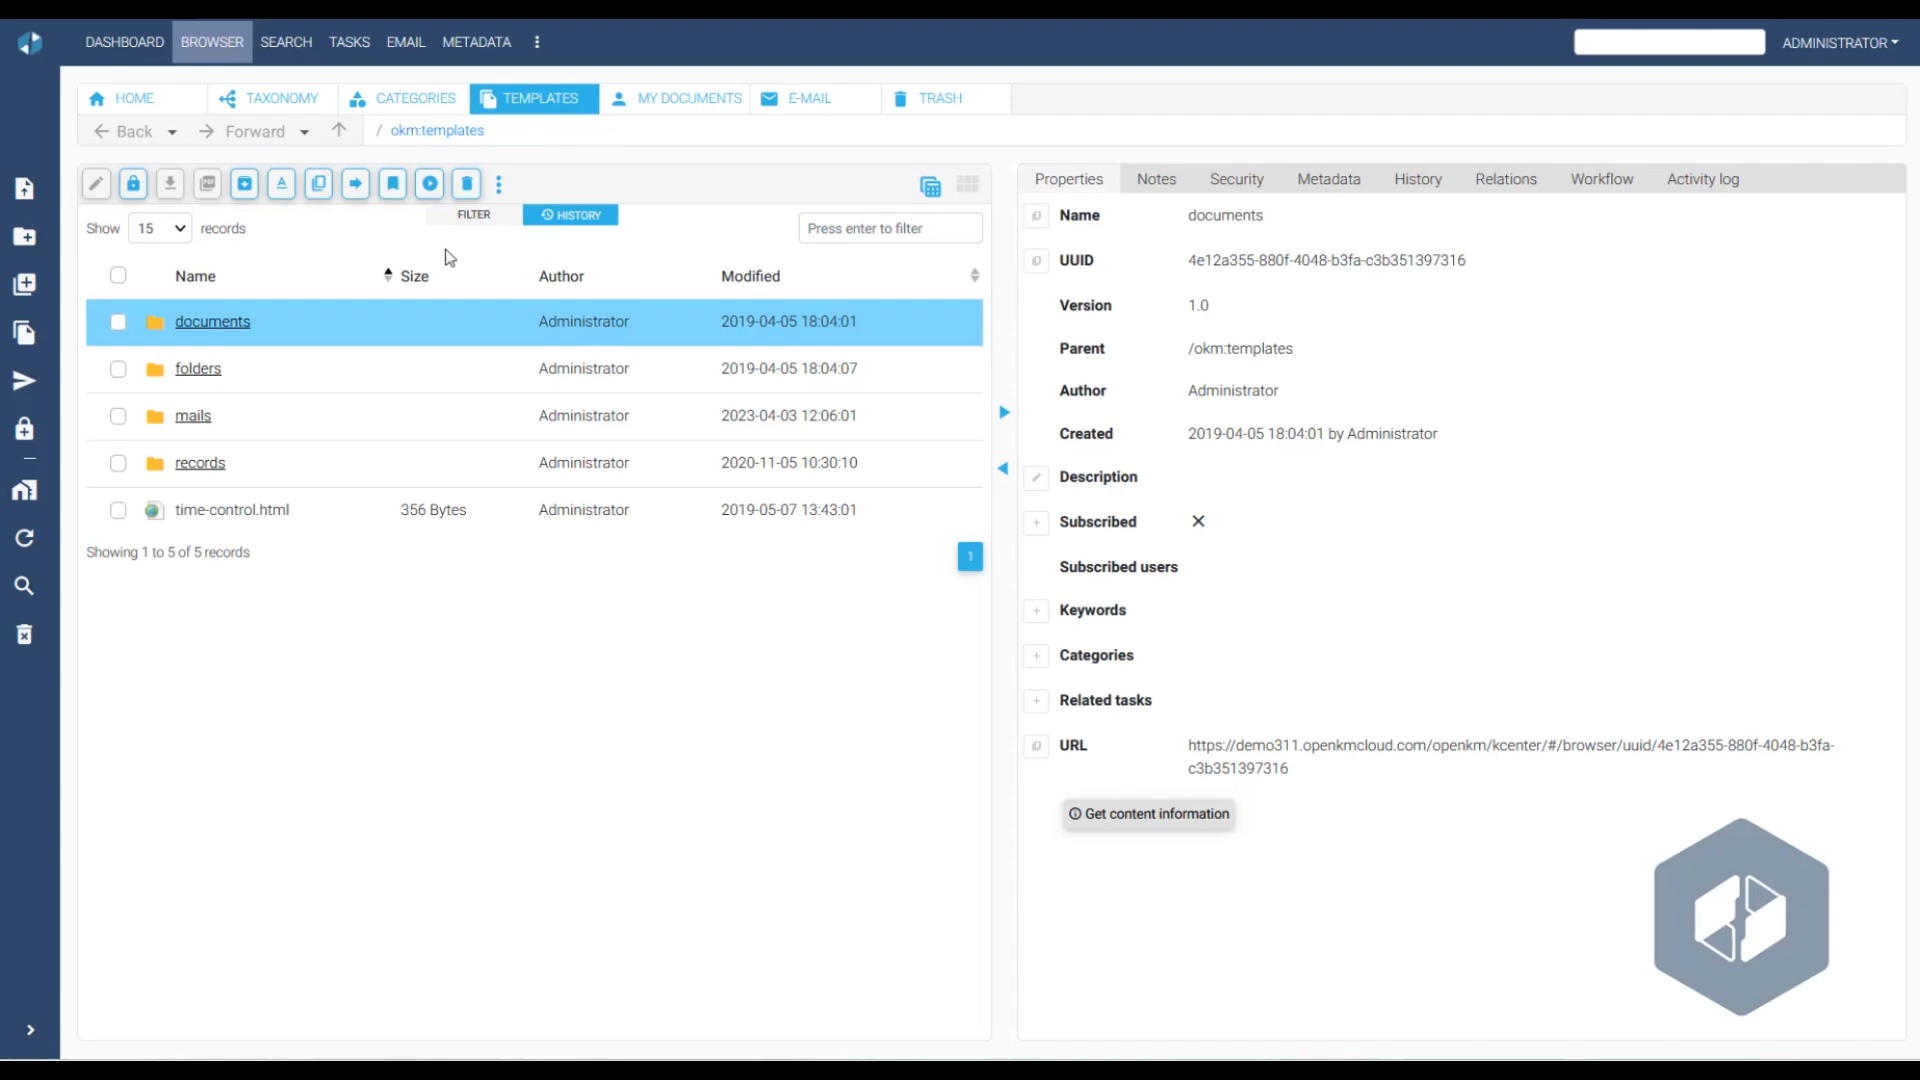 DASHBOARD BROWSER SEARCH TASKS EMAIL METADATA
ADMINISTRATOR
HOME TAXONOMY CATEGORIES TEMPLATES MY DOCUMENTS E-MAIL TRASH
Back Forward / okm:templates
FILTER HISTORY
Show 15 records Press enter to filter
Name Size Author Modified
documents Administrator 2019-04-05 18:04:01
folders Administrator 2019-04-05 18:04:07
mails Administrator 2023-04-03 12:06:01
records Administrator 2020-11-05 10:30:10
time-control.html 356 Bytes Administrator 2019-05-07 13:43:01
Showing 1 to 5 of 5 records 1
Properties Notes Security Metadata History Relations Workflow Activity log
Name documents
UUID 4e12a355-880f-4048-b3fa-c3b351397316
Version 1.0
Parent /okm:templates
Author Administrator
Created 2019-04-05 18:04:01 by Administrator
Description
Subscribed
Subscribed users
Keywords
Categories
Related tasks
URL https://demo311.openkmcloud.com/openkm/kcenter/#/browser/uuid/4e12a355-880f-4048-b3fa-
c3b351397316
Get content information